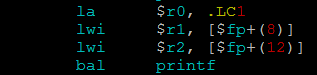 la $r0, .LC1
lwi $r1, [$fp+(8)]
lwi $r2, [$fp+(12)]
bal printf